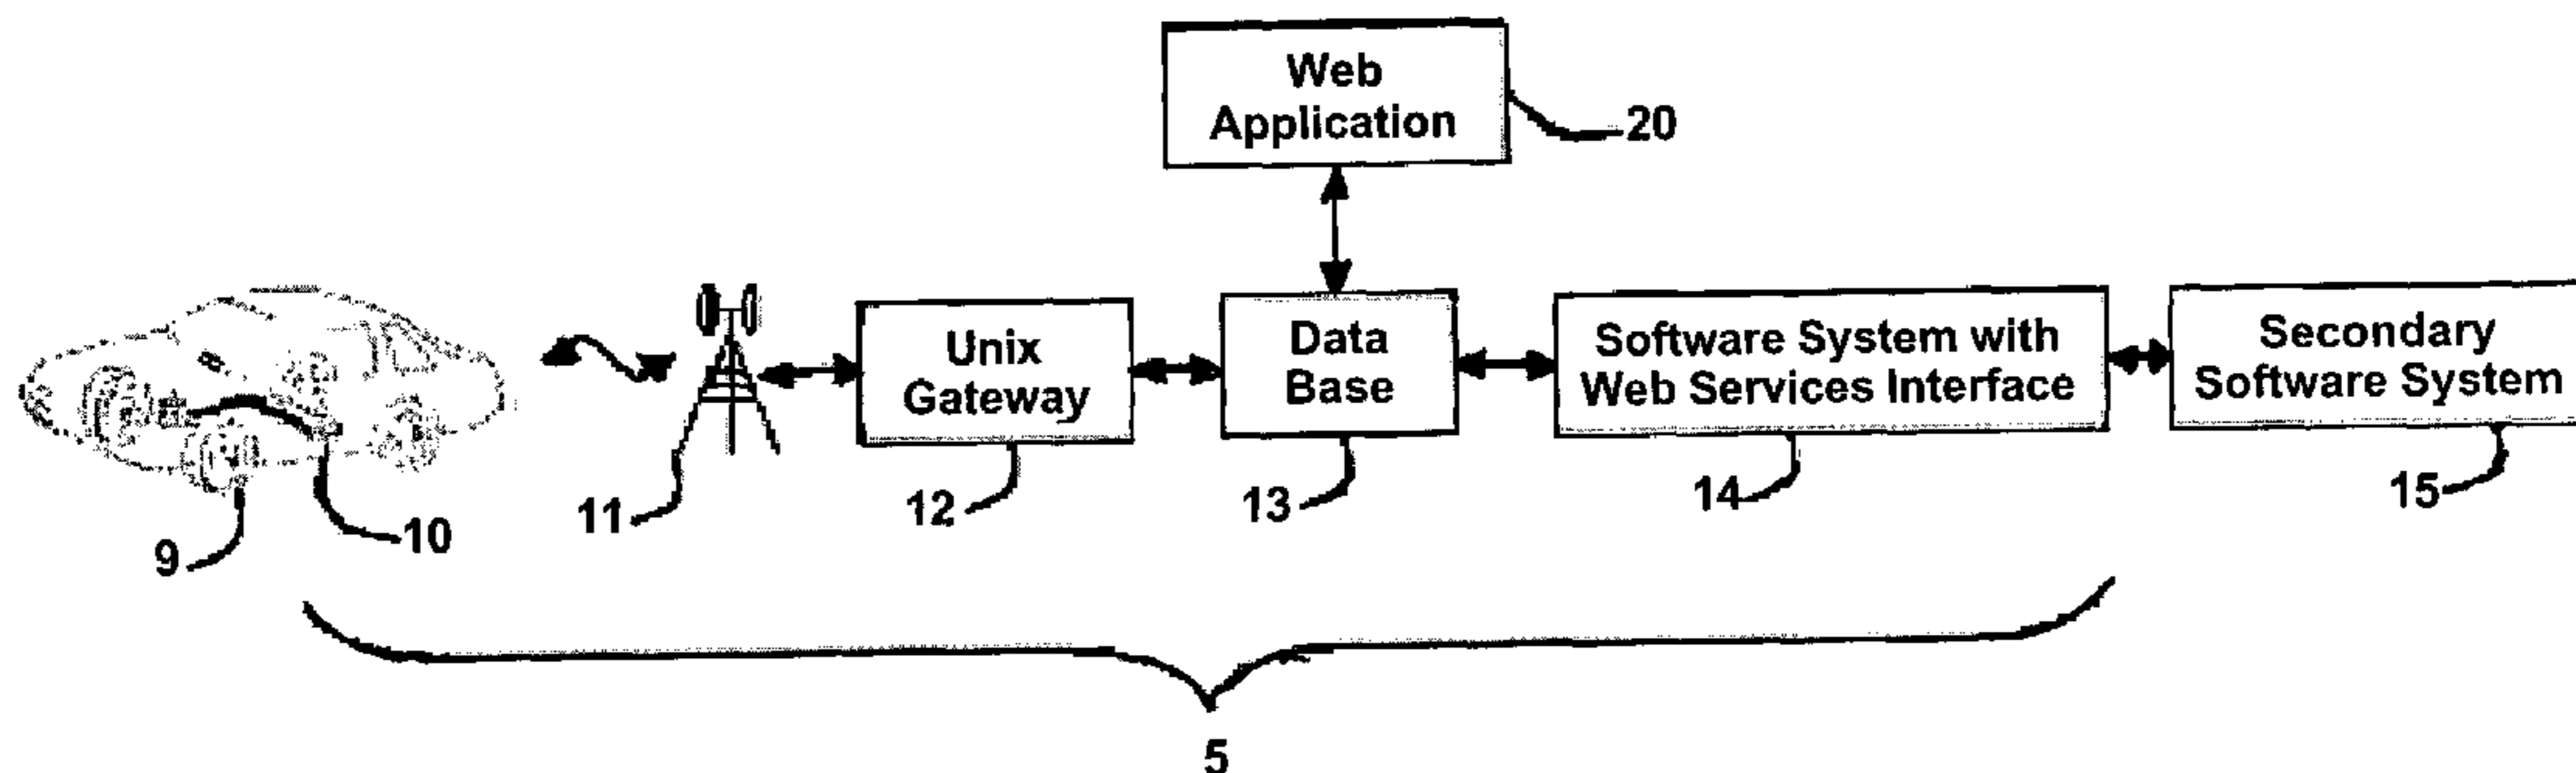 Web
Application
20
Unix
Gateway
Data
Base
Software System with
Web Services Interface
Secondary
Software System
9
10
11
12
13
14
15
5